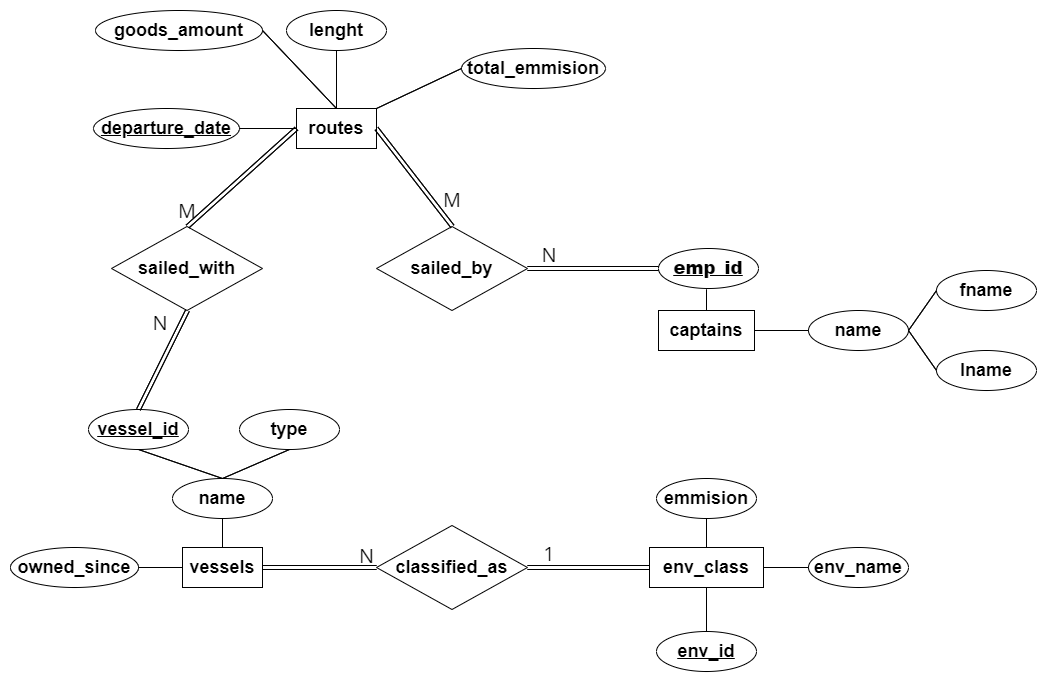 goods_amount
lenght
total_emmision
departure_date
routes
M
M
sailed_with
sailed_by
N
emp_id
fname
N
captains
name
lname
vessel_id
type
name
emmision
owned_since
vessels
N
classified_as
1
env_class
env_name
env_id